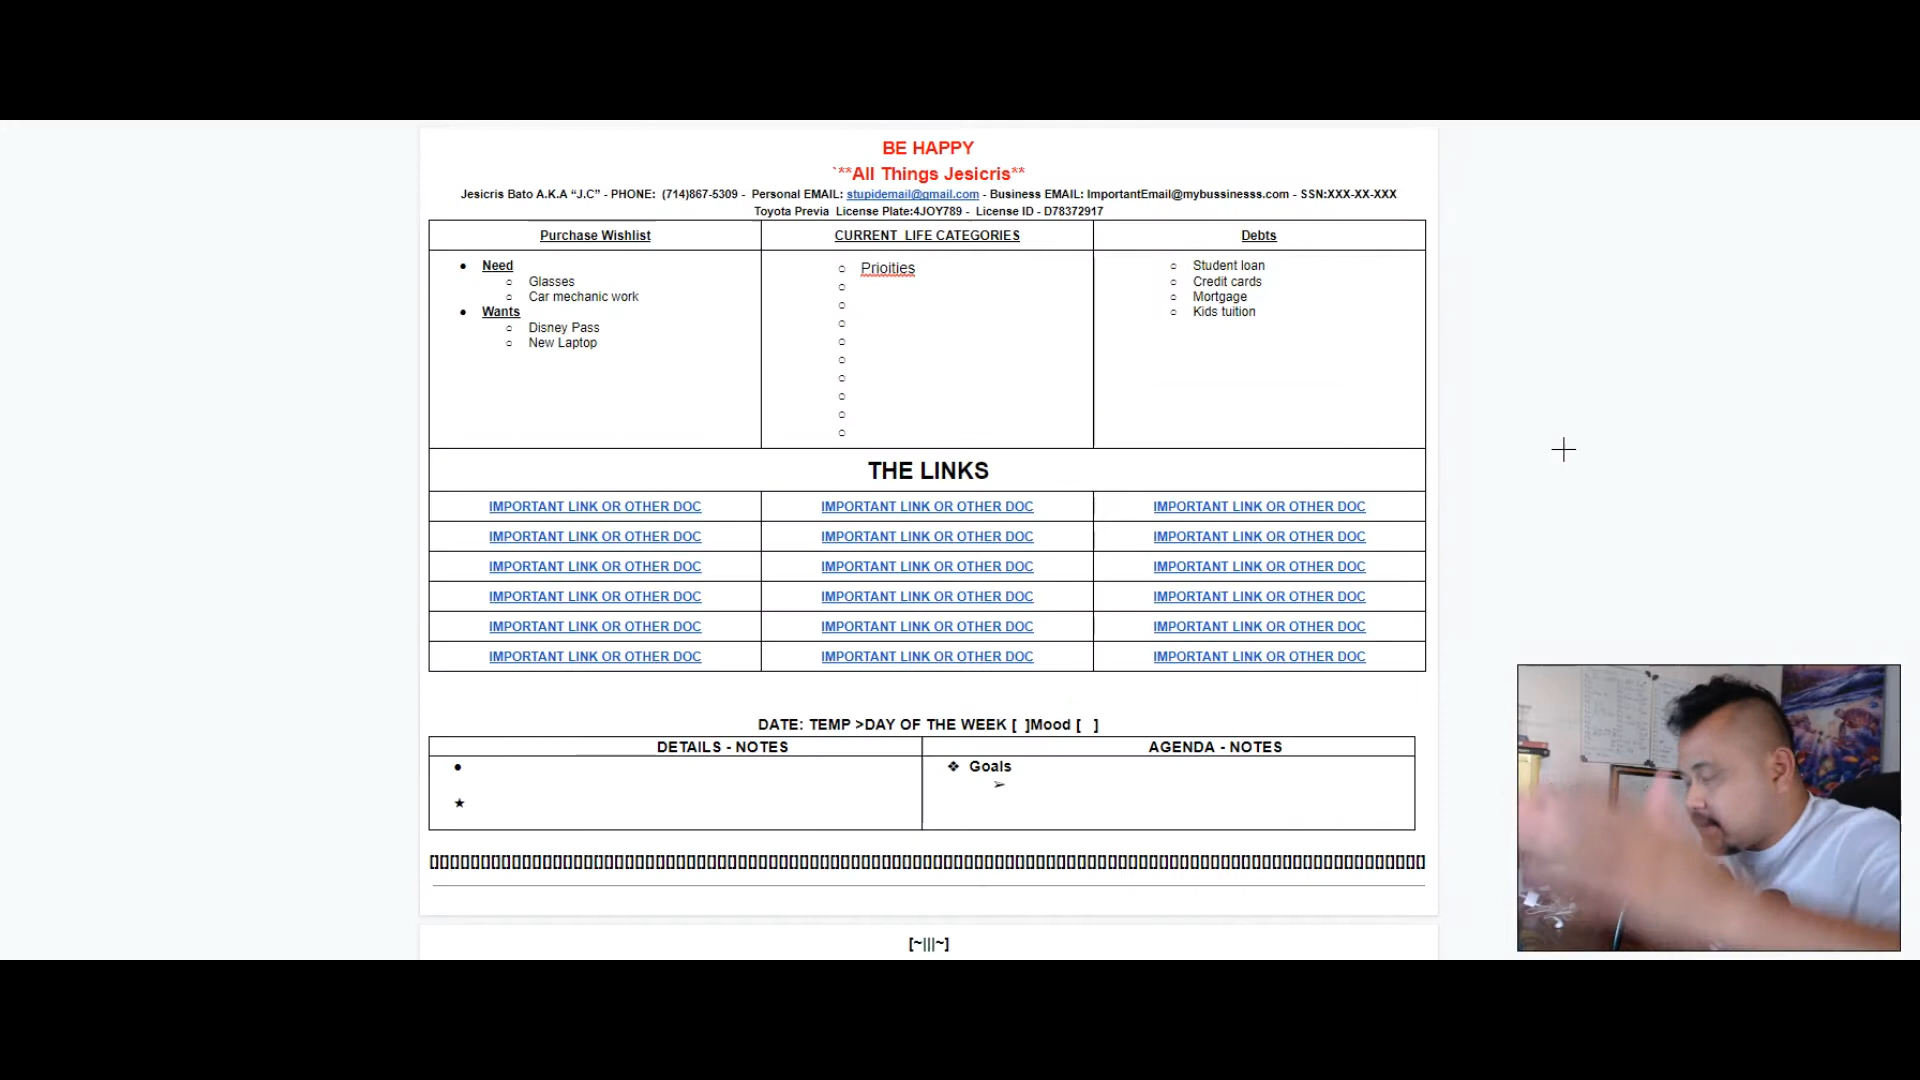 BE HAPPY
`**All Things Jesicris**
Jesicris Bato A.K.A “J.C” - PHONE:  (714)867-5309 -  Personal EMAIL: stupidemail@gmail.com - Business EMAIL: ImportantEmail@mybussinesss.com - SSN:XXX-XX-XXX
Toyota Previa  License Plate:4JOY789 -  License ID - D78372917
Purchase Wishlist
● Need
○ Glasses
○ Car mechanic work
● Wants
○ Disney Pass
○ New Laptop
CURRENT  LIFE CATEGORIES
○ Prioities
Debts
○ Student loan
○ Credit cards
○ Mortgage
○ Kids tuition
THE LINKS
IMPORTANT LINK OR OTHER DOC IMPORTANT LINK OR OTHER DOC IMPORTANT LINK OR OTHER DOC
IMPORTANT LINK OR OTHER DOC IMPORTANT LINK OR OTHER DOC IMPORTANT LINK OR OTHER DOC
IMPORTANT LINK OR OTHER DOC IMPORTANT LINK OR OTHER DOC IMPORTANT LINK OR OTHER DOC
IMPORTANT LINK OR OTHER DOC IMPORTANT LINK OR OTHER DOC IMPORTANT LINK OR OTHER DOC
IMPORTANT LINK OR OTHER DOC IMPORTANT LINK OR OTHER DOC IMPORTANT LINK OR OTHER DOC
IMPORTANT LINK OR OTHER DOC IMPORTANT LINK OR OTHER DOC IMPORTANT LINK OR OTHER DOC
DATE: TEMP >DAY OF THE WEEK [  ]Mood [   ]
DETAILS - NOTES
AGENDA - NOTES
❖ Goals
➢
[~|||~]